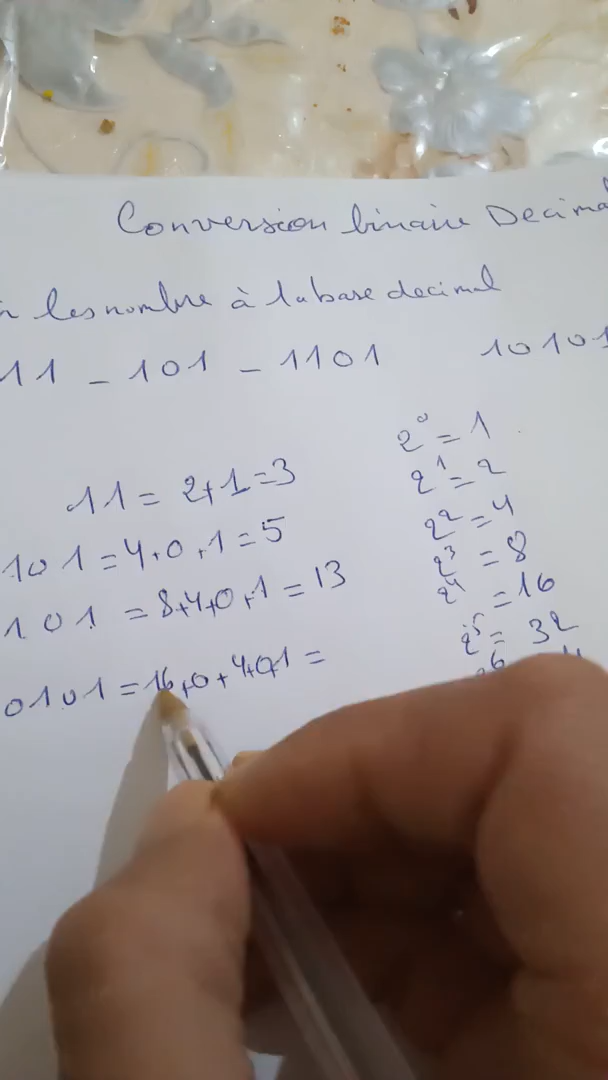 Conversion binaire Decimal
les nombre à la base decimal
11 - 101 - 1101 10101
2⁰ = 1
11 = 2+1=3
2¹ = 2
101 = 4+0+1=5
2² = 4
2³ = 8
101 = 8+4+0+1 = 13
2⁴ = 16
2⁵ = 32
0101 = 16+0+4+0+1 =